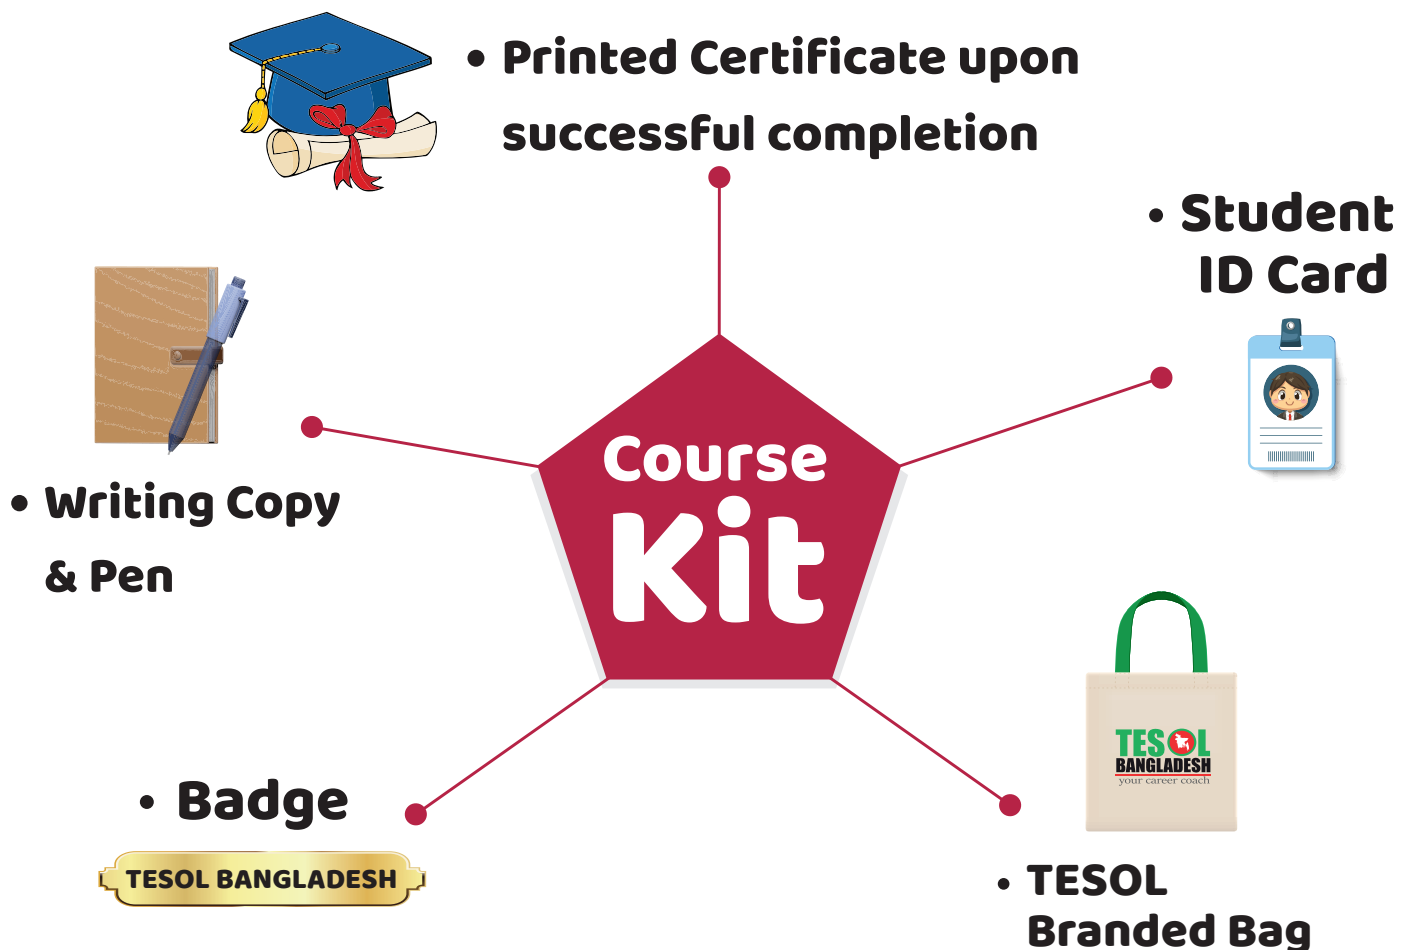 • Printed Certificate upon
successful completion
• Student
ID Card
Course
Kit
• Writing Copy
& Pen
TESOL
BANGLADESH
your career coach
• Badge
TESOL BANGLADESH
• TESOL
Branded Bag